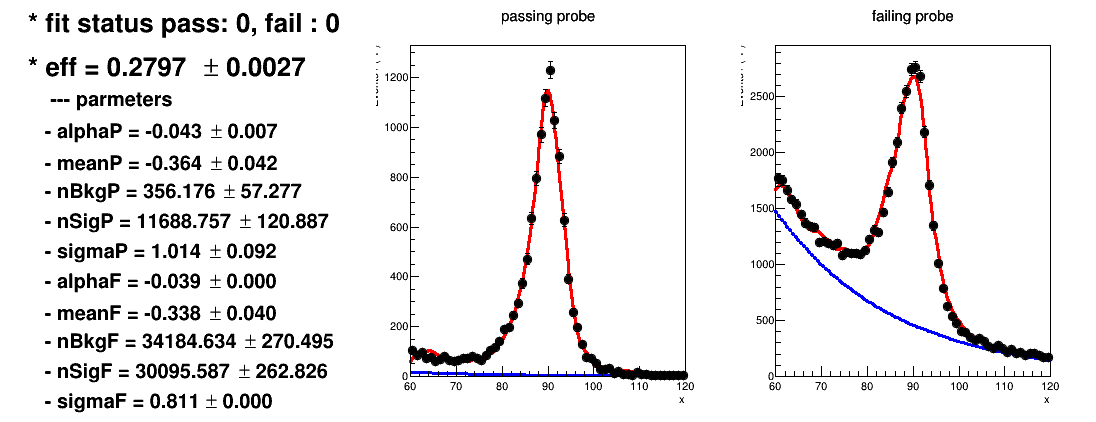 * fit status pass: 0, fail : 0
* eff = 0.2797 ± 0.0027
--- parmeters
- alphaP = -0.043 ± 0.007
- meanP = -0.364 ± 0.042
- nBkgP = 356.176 ± 57.277
- nSigP = 11688.757 ± 120.887
- sigmaP = 1.014 ± 0.092
- alphaF = -0.039 ± 0.000
- meanF = -0.338 ± 0.040
- nBkgF = 34184.634 ± 270.495
- nSigF = 30095.587 ± 262.826
- sigmaF = 0.811 ± 0.000
passing probe
1200
1000
800
600
400
200
0
60 70 80 90 100 110 120
x
failing probe
2500
2000
1500
1000
500
0
60 70 80 90 100 110 120
x